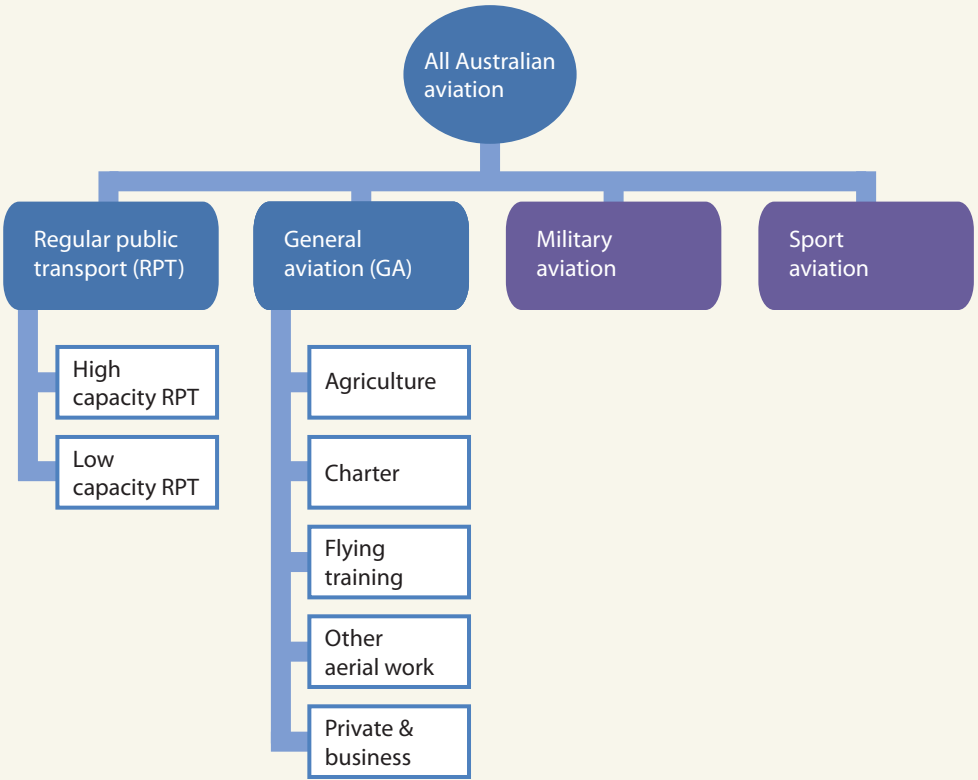 All Australian
aviation
Regular public
transport (RPT)
General
aviation (GA)
Military
aviation
Sport
aviation
High
capacity RPT
Low
capacity RPT
Agriculture
Charter
Flying
training
Other
aerial work
Private &
business